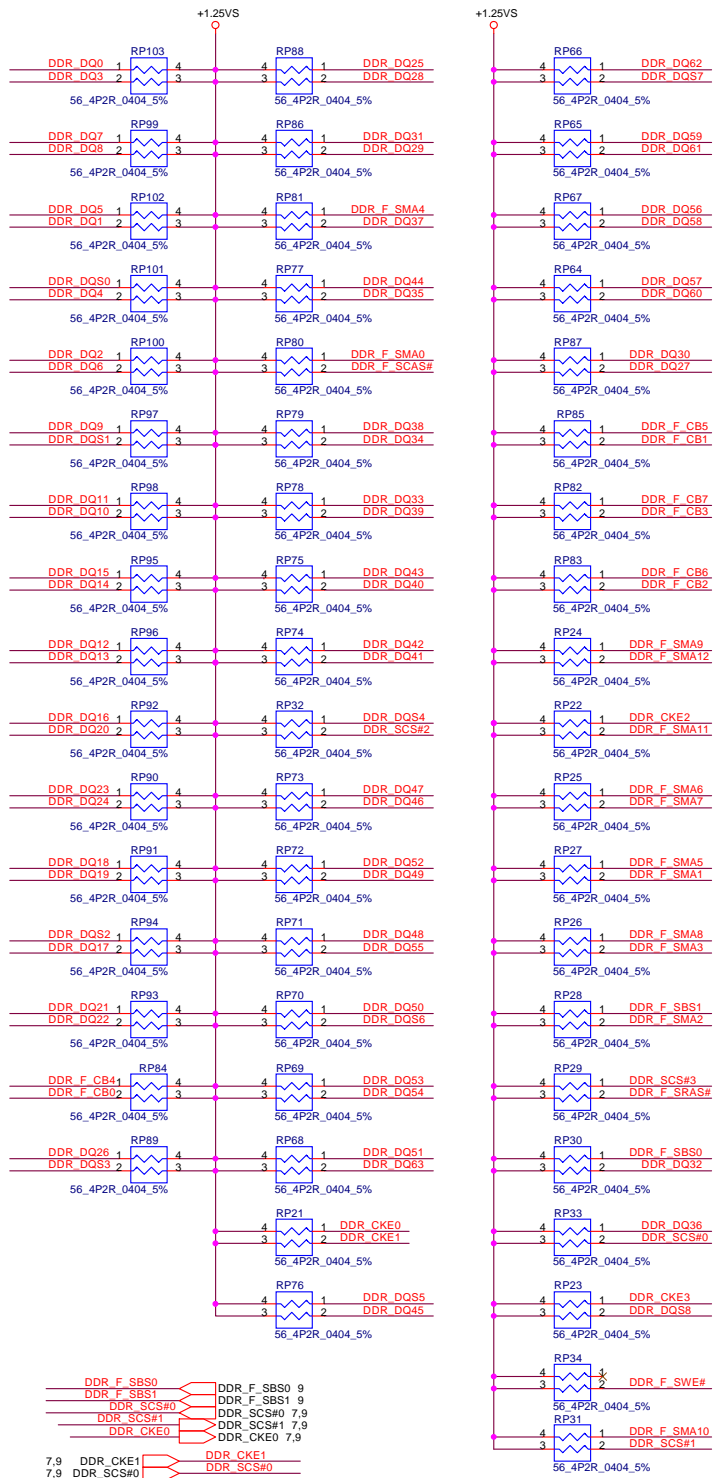 +1.25VS +1.25VS
RP103 RP88 RP66
DDR_DQ0 1 4 4 1 DDR_DQ25 4 1 DDR_DQ62
DDR_DQ3 2 3 3 2 DDR_DQ28 3 2 DDR_DQS7
56_4P2R_0404_5% 56_4P2R_0404_5% 56_4P2R_0404_5%
RP99 RP86 RP65
DDR_DQ7 1 4 4 1 DDR_DQ31 4 1 DDR_DQ59
DDR_DQ8 2 3 3 2 DDR_DQ29 3 2 DDR_DQ61
56_4P2R_0404_5% 56_4P2R_0404_5% 56_4P2R_0404_5%
RP102 RP81 RP67
DDR_DQ5 1 4 4 1 DDR_F_SMA4 4 1 DDR_DQ56
DDR_DQ1 2 3 3 2 DDR_DQ37 3 2 DDR_DQ58
56_4P2R_0404_5% 56_4P2R_0404_5% 56_4P2R_0404_5%
RP101 RP77 RP64
DDR_DQS0 1 4 4 1 DDR_DQ44 4 1 DDR_DQ57
DDR_DQ4 2 3 3 2 DDR_DQ35 3 2 DDR_DQ60
56_4P2R_0404_5% 56_4P2R_0404_5% 56_4P2R_0404_5%
RP100 RP80 RP87
DDR_DQ2 1 4 4 1 DDR_F_SMA0 4 1 DDR_DQ30
DDR_DQ6 2 3 3 2 DDR_F_SCAS# 3 2 DDR_DQ27
56_4P2R_0404_5% 56_4P2R_0404_5% 56_4P2R_0404_5%
RP97 RP79 RP85
DDR_DQ9 1 4 4 1 DDR_DQ38 4 1 DDR_F_CB5
DDR_DQS1 2 3 3 2 DDR_DQ34 3 2 DDR_F_CB1
56_4P2R_0404_5% 56_4P2R_0404_5% 56_4P2R_0404_5%
RP98 RP78 RP82
DDR_DQ11 1 4 4 1 DDR_DQ33 4 1 DDR_F_CB7
DDR_DQ10 2 3 3 2 DDR_DQ39 3 2 DDR_F_CB3
56_4P2R_0404_5% 56_4P2R_0404_5% 56_4P2R_0404_5%
RP95 RP75 RP83
DDR_DQ15 1 4 4 1 DDR_DQ43 4 1 DDR_F_CB6
DDR_DQ14 2 3 3 2 DDR_DQ40 3 2 DDR_F_CB2
56_4P2R_0404_5% 56_4P2R_0404_5% 56_4P2R_0404_5%
RP96 RP74 RP24
DDR_DQ12 1 4 4 1 DDR_DQ42 4 1 DDR_F_SMA9
DDR_DQ13 2 3 3 2 DDR_DQ41 3 2 DDR_F_SMA12
56_4P2R_0404_5% 56_4P2R_0404_5% 56_4P2R_0404_5%
RP92 RP32 RP22
DDR_DQ16 1 4 4 1 DDR_DQS4 4 1 DDR_CKE2
DDR_DQ20 2 3 3 2 DDR_SCS#2 3 2 DDR_F_SMA11
56_4P2R_0404_5% 56_4P2R_0404_5% 56_4P2R_0404_5%
RP90 RP73 RP25
DDR_DQ23 1 4 4 1 DDR_DQ47 4 1 DDR_F_SMA6
DDR_DQ24 2 3 3 2 DDR_DQ46 3 2 DDR_F_SMA7
56_4P2R_0404_5% 56_4P2R_0404_5% 56_4P2R_0404_5%
RP91 RP72 RP27
DDR_DQ18 1 4 4 1 DDR_DQ52 4 1 DDR_F_SMA5
DDR_DQ19 2 3 3 2 DDR_DQ49 3 2 DDR_F_SMA1
56_4P2R_0404_5% 56_4P2R_0404_5% 56_4P2R_0404_5%
RP94 RP71 RP26
DDR_DQS2 1 4 4 1 DDR_DQ48 4 1 DDR_F_SMA8
DDR_DQ17 2 3 3 2 DDR_DQ55 3 2 DDR_F_SMA3
56_4P2R_0404_5% 56_4P2R_0404_5% 56_4P2R_0404_5%
RP93 RP70 RP28
DDR_DQ21 1 4 4 1 DDR_DQ50 4 1 DDR_F_SBS1
DDR_DQ22 2 3 3 2 DDR_DQS6 3 2 DDR_F_SMA2
56_4P2R_0404_5% 56_4P2R_0404_5% 56_4P2R_0404_5%
RP84 RP69 RP29
DDR_F_CB4 1 4 4 1 DDR_DQ53 4 1 DDR_SCS#3
DDR_F_CB0 2 3 3 2 DDR_DQ54 3 2 DDR_F_SRAS#
56_4P2R_0404_5% 56_4P2R_0404_5% 56_4P2R_0404_5%
RP89 RP68 RP30
DDR_DQ26 1 4 4 1 DDR_DQ51 4 1 DDR_F_SBS0
DDR_DQS3 2 3 3 2 DDR_DQ63 3 2 DDR_DQ32
56_4P2R_0404_5% 56_4P2R_0404_5% 56_4P2R_0404_5%
RP21 RP33
4 1 DDR_CKE0 4 1 DDR_DQ36
3 2 DDR_CKE1 3 2 DDR_SCS#0
56_4P2R_0404_5% 56_4P2R_0404_5%
RP76 RP23
4 1 DDR_DQS5 4 1 DDR_CKE3
3 2 DDR_DQ45 3 2 DDR_DQS8
56_4P2R_0404_5% 56_4P2R_0404_5%
RP34
4 1
3 2 DDR_F_SWE#
56_4P2R_0404_5%
RP31
4 1 DDR_F_SMA10
3 2 DDR_SCS#1
56_4P2R_0404_5%
DDR_F_SBS0 DDR_F_SBS0 9
DDR_F_SBS1 DDR_F_SBS1 9
DDR_SCS#0 DDR_SCS#0 7,9
DDR_SCS#1 DDR_SCS#1 7,9
DDR_CKE0 DDR_CKE0 7,9
7,9 DDR_CKE1 DDR_CKE1
7,9 DDR_SCS#0 DDR_SCS#0